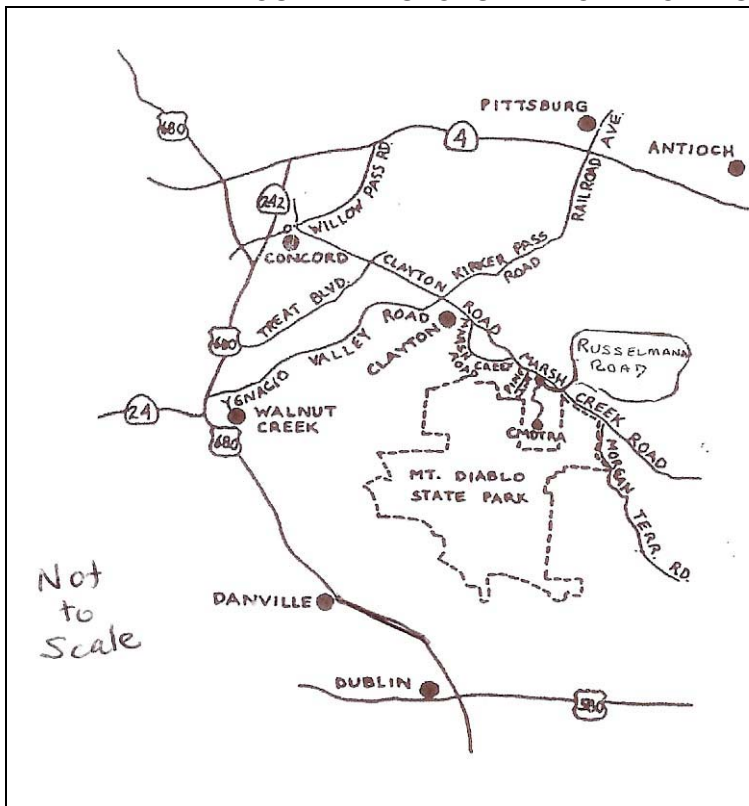 PITTSBURG
680
4
RAILROAD AVE.
ANTIOCH
WILLOW PASS RD.
242
CONCORD
KIRKER PASS
ROAD
CLAYTON ROAD
TREAT BLVD.
680
YGNACIO VALLEY ROAD
CLAYTON
MARSH CREEK
ROAD
PINE
MARSH CREEK ROAD
RUSSELMANN
ROAD
24
WALNUT
CREEK
680
CMDTRA
MT. DIABLO
STATE PARK
MORGAN TERR. RD.
Not
to
Scale
DANVILLE
DUBLIN
580